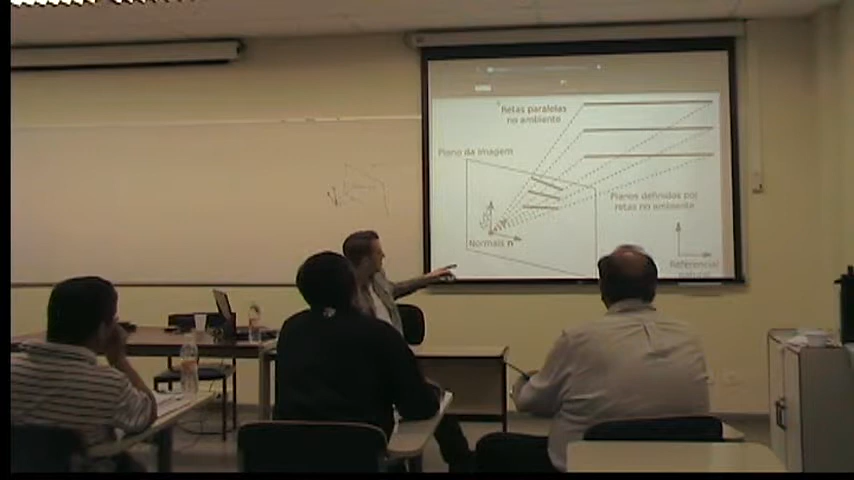 Retas paralelas
no ambiente
Plano da imagem
Planos definidos por
retas no ambiente
Normais n
Referencial